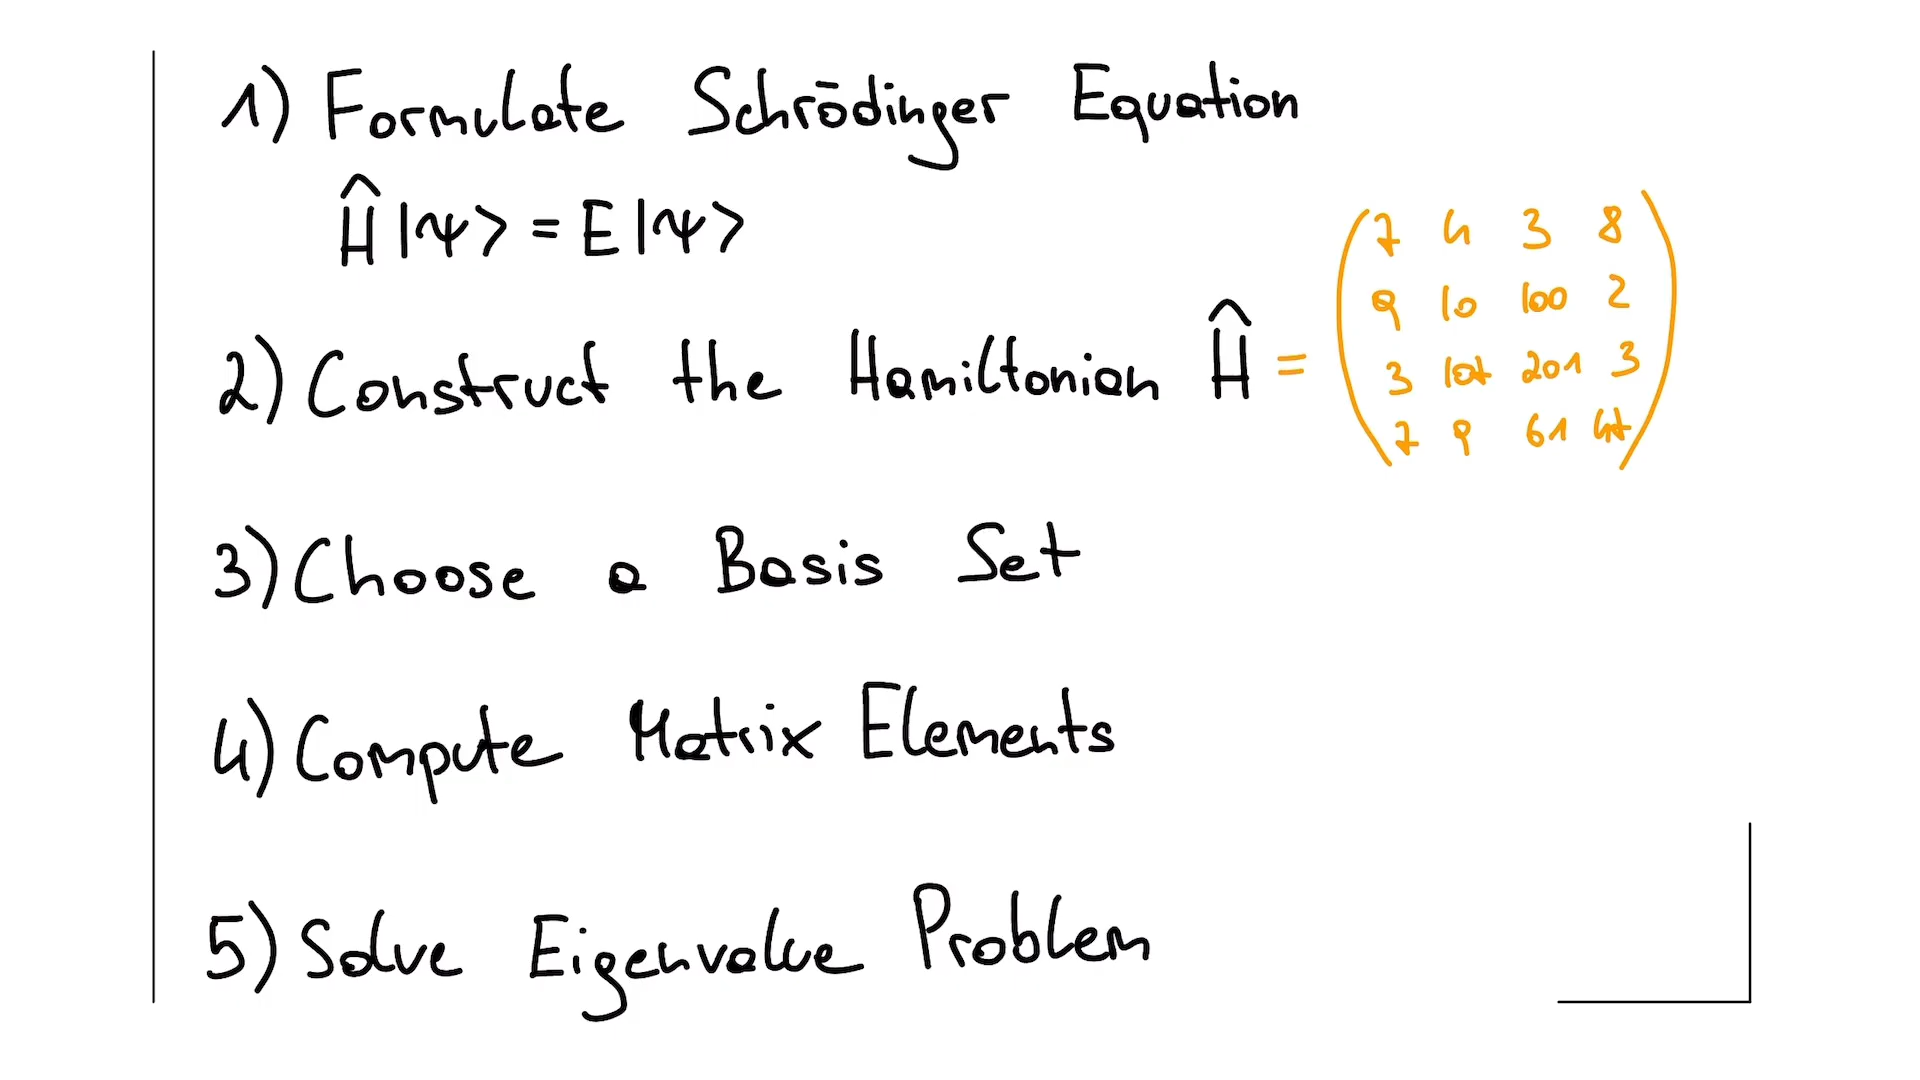 1) Formulate Schrödinger Equation
Ĥ |ψ> = E |ψ>
2) Construct the Hamiltonian Ĥ =
7 4 3 8
9 10 100 2
3 107 201 3
7 9 61 47
3) Choose a Basis Set
4) Compute Matrix Elements
5) Solve Eigenvalue Problem